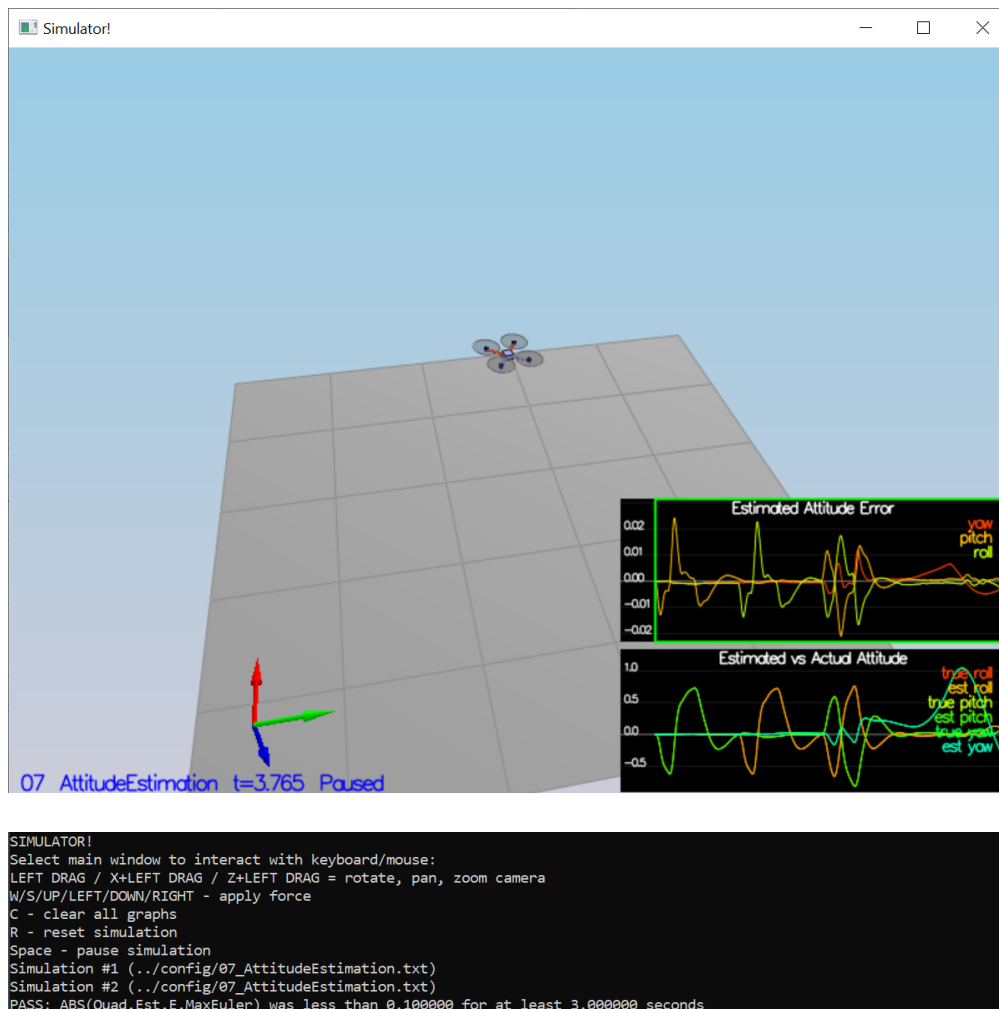 Simulator!
Estimated Attitude Error
0.02
0.01
0.00
-0.01
-0.02
yaw
pitch
roll
Estimated vs Actual Attitude
1.0
0.5
0.0
-0.5
true roll
est roll
true pitch
est pitch
true yaw
est yaw
07 AttitudeEstimation t=3.765 Paused
SIMULATOR!
Select main window to interact with keyboard/mouse:
LEFT DRAG / X+LEFT DRAG / Z+LEFT DRAG = rotate, pan, zoom camera
W/S/UP/LEFT/DOWN/RIGHT - apply force
C - clear all graphs
R - reset simulation
Space - pause simulation
Simulation #1 (../config/07_AttitudeEstimation.txt)
Simulation #2 (../config/07_AttitudeEstimation.txt)
PASS: ABS(Quad.Est.E.MaxEuler) was less than 0.100000 for at least 3.000000 seconds